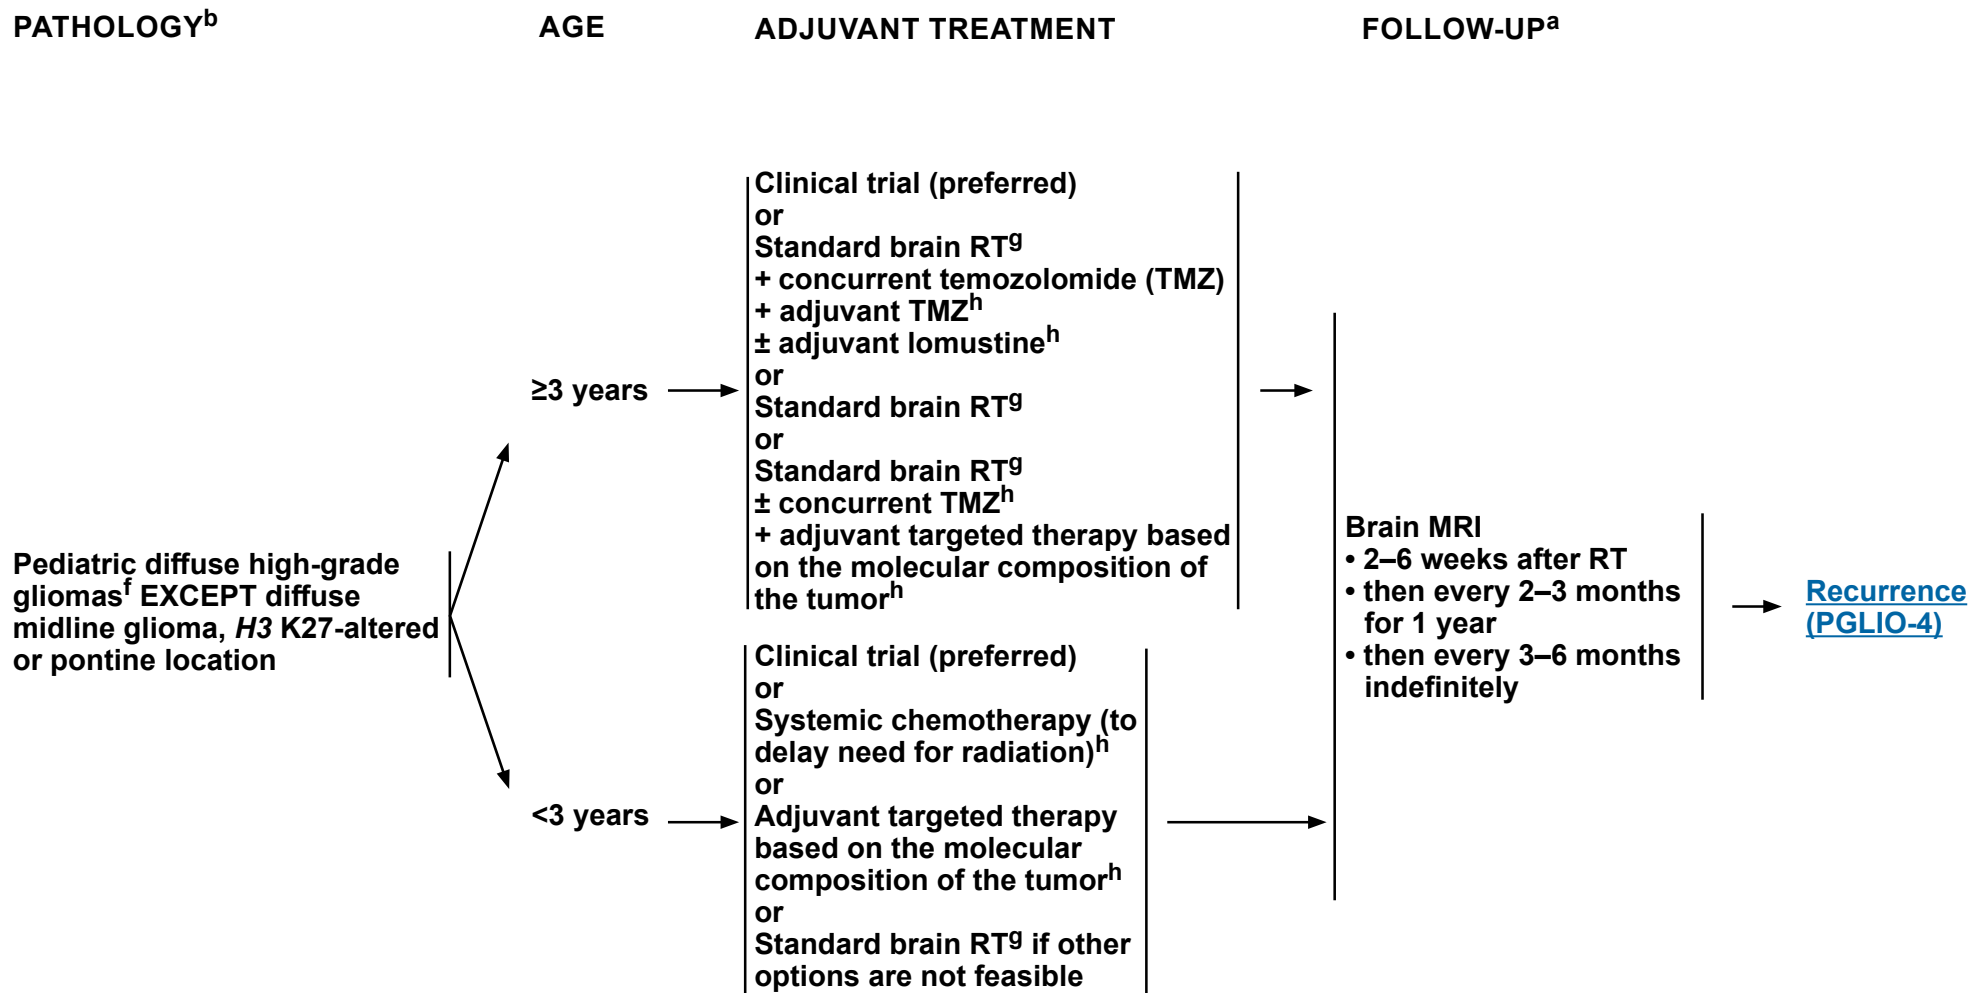 PATHOLOGYb AGE ADJUVANT TREATMENT FOLLOW-UPa
Pediatric diffuse high-grade
gliomasf EXCEPT diffuse
midline glioma, H3 K27-altered
or pontine location
≥3 years
Clinical trial (preferred)
or
Standard brain RTg
+ concurrent temozolomide (TMZ)
+ adjuvant TMZh
± adjuvant lomustineh
or
Standard brain RTg
or
Standard brain RTg
± concurrent TMZh
+ adjuvant targeted therapy based
on the molecular composition of
the tumorh
<3 years
Clinical trial (preferred)
or
Systemic chemotherapy (to
delay need for radiation)h
or
Adjuvant targeted therapy
based on the molecular
composition of the tumorh
or
Standard brain RTg if other
options are not feasible
Brain MRI
• 2–6 weeks after RT
• then every 2–3 months
for 1 year
• then every 3–6 months
indefinitely
Recurrence
(PGLIO-4)